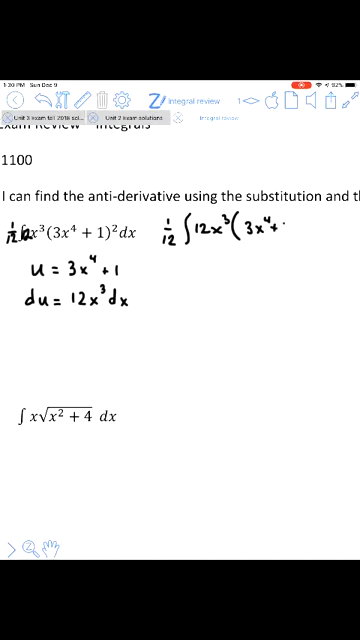 1:30 PM Sun Dec 9
92%
Integral review
Unit 3 Exam fall 2018 sol...
Unit 2 Exam solutions
Integral review
Exam Review – Integrals
1100
I can find the anti-derivative using the substitution and th
x³(3x⁴ + 1)²dx
1/12 ∫ 12x³(3x⁴+
u = 3x⁴+1
du = 12x³dx
∫ x√(x² + 4) dx